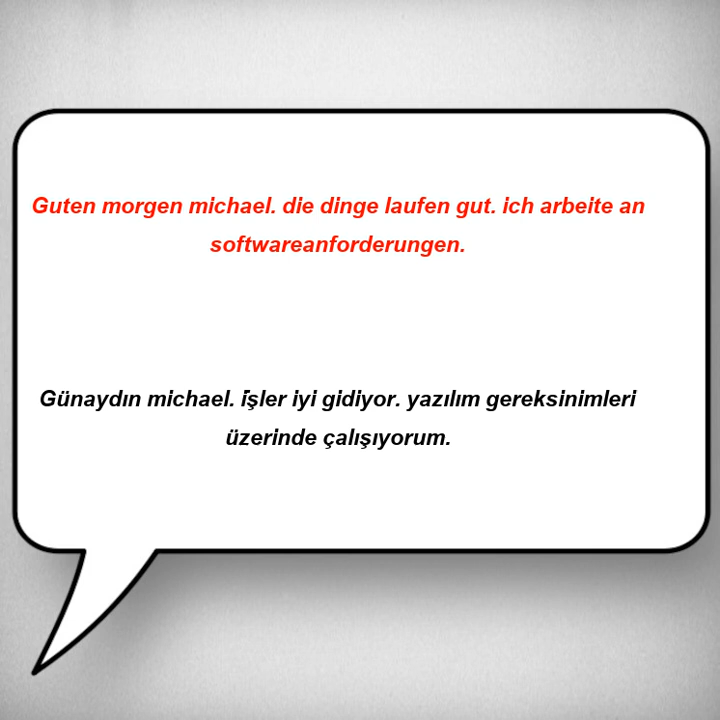 Guten morgen michael. die dinge laufen gut. ich arbeite an
softwareanforderungen.
Günaydın michael. işler iyi gidiyor. yazılım gereksinimleri
üzerinde çalışıyorum.